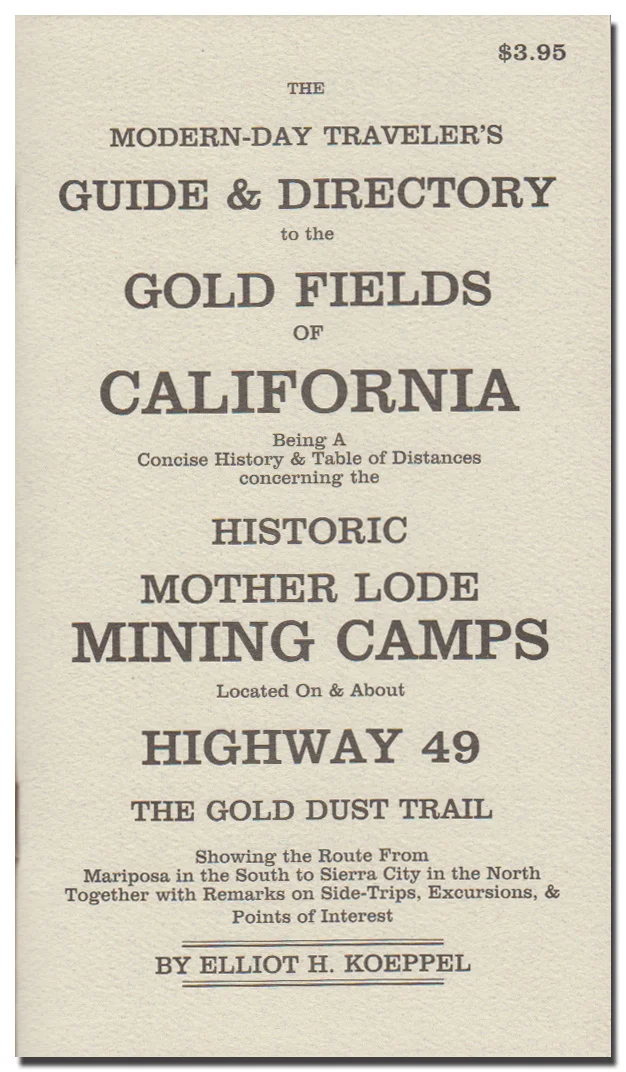 $3.95
THE
MODERN-DAY TRAVELER'S
GUIDE & DIRECTORY
to the
GOLD FIELDS
OF
CALIFORNIA
Being A
Concise History & Table of Distances
concerning the
HISTORIC
MOTHER LODE
MINING CAMPS
Located On & About
HIGHWAY 49
THE GOLD DUST TRAIL
Showing the Route From
Mariposa in the South to Sierra City in the North
Together with Remarks on Side-Trips, Excursions, &
Points of Interest
BY ELLIOT H. KOEPPEL